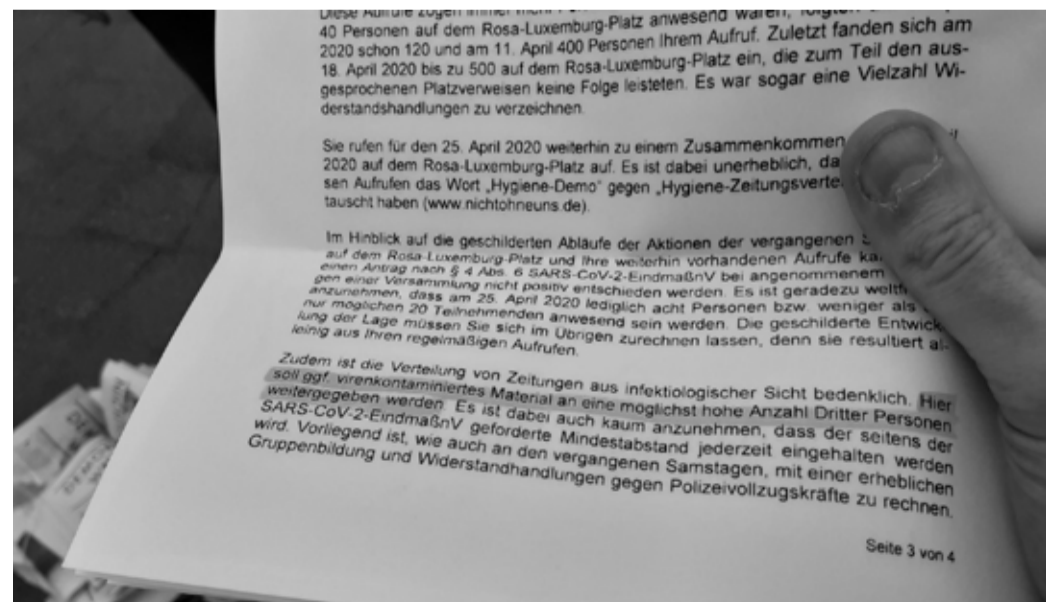 Diese Aufrufe zogen immer
40 Personen auf dem Rosa-Luxemburg-Platz anwesend waren, folgten
2020 schon 120 und am 11. April 400 Personen Ihrem Aufruf. Zuletzt fanden sich am
18. April 2020 bis zu 500 auf dem Rosa-Luxemburg-Platz ein, die zum Teil den aus-
gesprochenen Platzverweisen keine Folge leisteten. Es war sogar eine Vielzahl Wi-
derstandshandlungen zu verzeichnen.
Sie rufen für den 25. April 2020 weiterhin zu einem Zusammenkommen
2020 auf dem Rosa-Luxemburg-Platz auf. Es ist dabei unerheblich, da
sen Aufrufen das Wort „Hygiene-Demo“ gegen „Hygiene-Zeitungsverte
tauscht haben (www.nichtohneuns.de).
Im Hinblick auf die geschilderten Abläufe der Aktionen der vergangenen
auf dem Rosa-Luxemburg-Platz und Ihre weiterhin vorhandenen Aufrufe ka
einen Antrag nach § 4 Abs. 6 SARS-CoV-2-EindmaßnV bei angenommenem
gen einer Versammlung nicht positiv entschieden werden. Es ist geradezu weltf
anzunehmen, dass am 25. April 2020 lediglich acht Personen bzw. weniger als
nur möglichen 20 Teilnehmenden anwesend sein werden. Die geschilderte Entwick-
lung der Lage müssen Sie sich im Übrigen zurechnen lassen, denn sie resultiert al-
leinig aus Ihren regelmäßigen Aufrufen.
Zudem ist die Verteilung von Zeitungen aus infektiologischer Sicht bedenklich. Hier
soll ggf. virenkontaminiertes Material an eine möglichst hohe Anzahl Dritter Personen
weitergegeben werden. Es ist dabei auch kaum anzunehmen, dass der seitens der
SARS-CoV-2-EindmaßnV geforderte Mindestabstand jederzeit eingehalten werden
wird. Vorliegend ist, wie auch an den vergangenen Samstagen, mit einer erheblichen
Gruppenbildung und Widerstandhandlungen gegen Polizeivollzugskräfte zu rechnen.
Seite 3 von 4